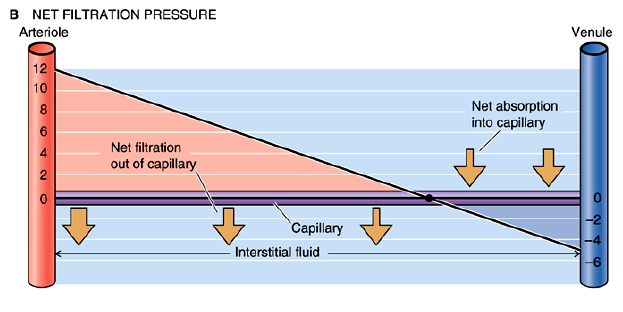 B NET FILTRATION PRESSURE
Arteriole
Venule
12
10
8
6
4
2
0
Net absorption
into capillary
Net filtration
out of capillary
Capillary
Interstitial fluid
0
−2
−4
−6